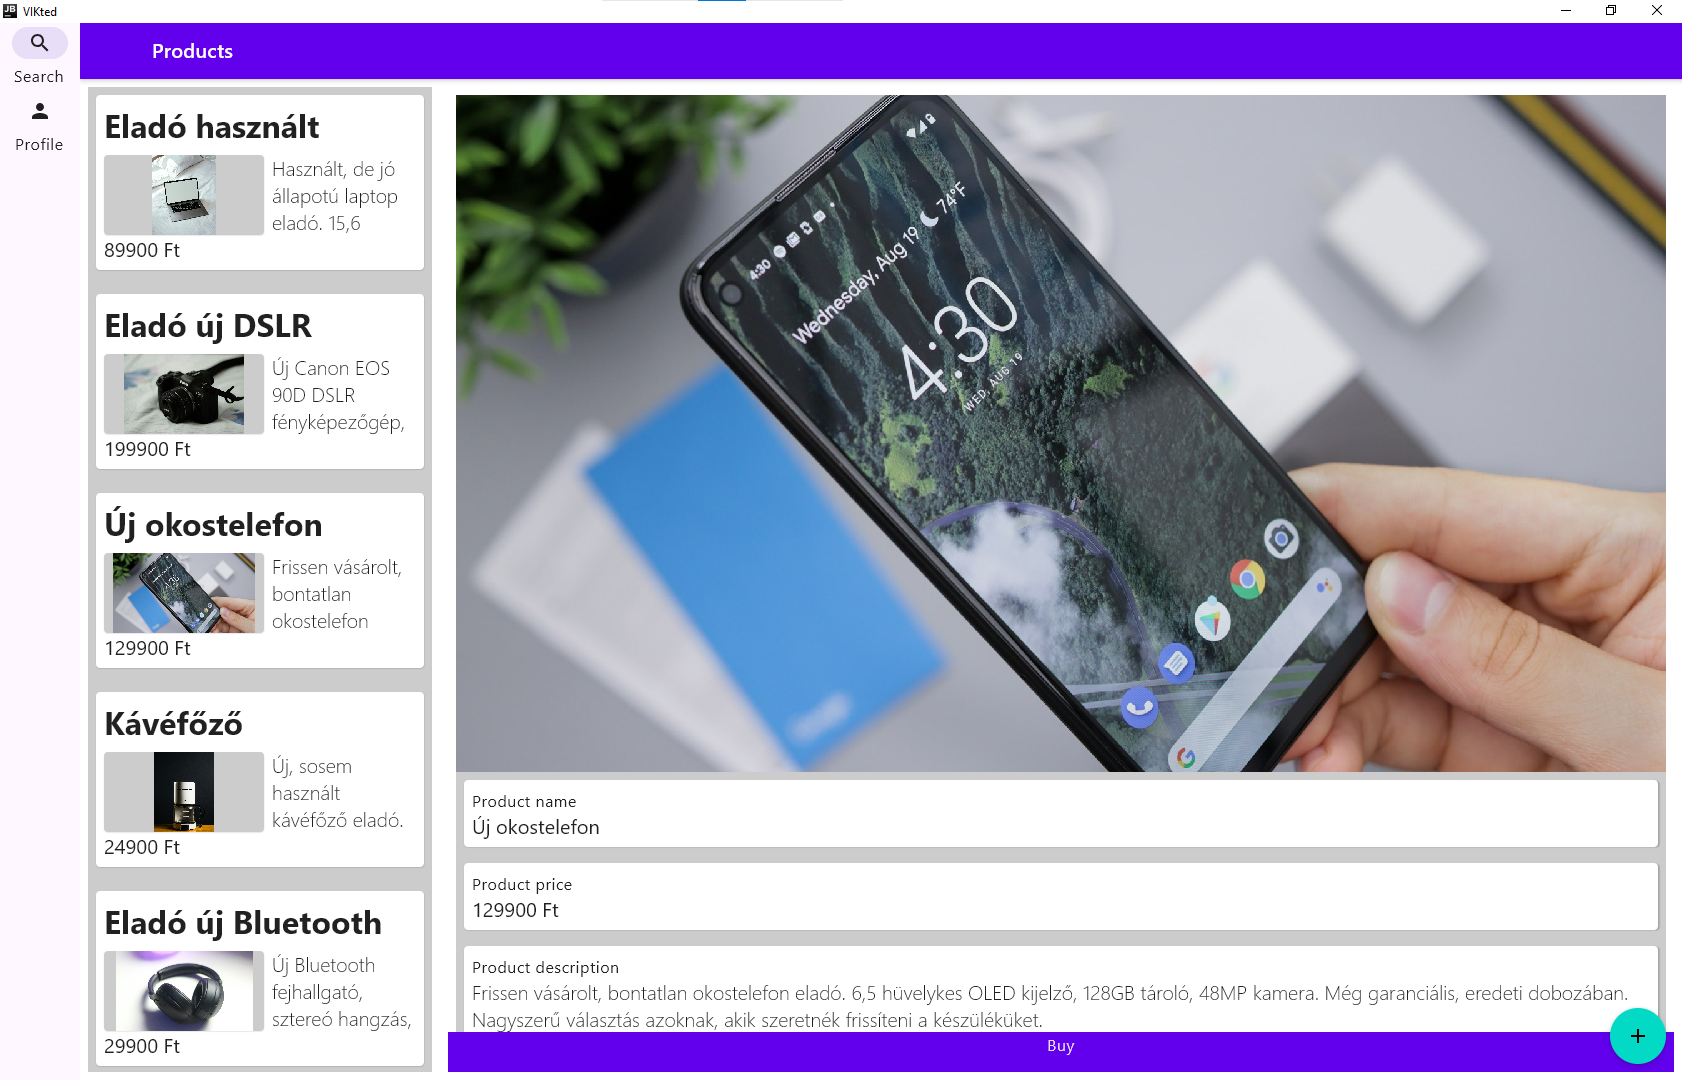 VIKted
Search
Profile
Products
Eladó használt
Használt, de jó
állapotú laptop
eladó. 15,6
89900 Ft
Eladó új DSLR
Új Canon EOS
90D DSLR
fényképezőgép,
199900 Ft
Új okostelefon
Frissen vásárolt,
bontatlan
okostelefon
129900 Ft
Kávéfőző
Új, sosem
használt
kávéfőző eladó.
24900 Ft
Eladó új Bluetooth
Új Bluetooth
fejhallgató,
sztereó hangzás,
29900 Ft
4:30
Wednesday, Aug 19 74°F
4:30
WED, AUG 19
Product name
Új okostelefon
Product price
129900 Ft
Product description
Frissen vásárolt, bontatlan okostelefon eladó. 6,5 hüvelykes OLED kijelző, 128GB tároló, 48MP kamera. Még garanciális, eredeti dobozában.
Nagyszerű választás azoknak, akik szeretnék frissíteni a készüléküket.
Buy